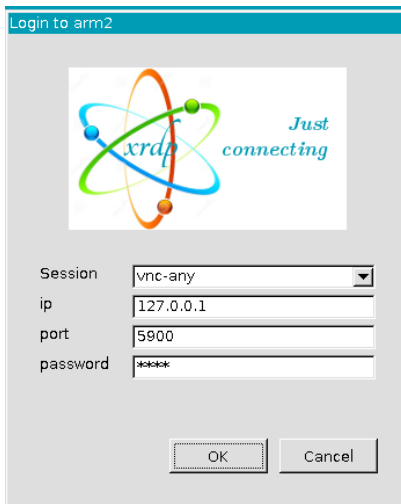 Login to arm2
Just
xrdp connecting
Session vnc-any
ip 127.0.0.1
port 5900
password ****
OK Cancel